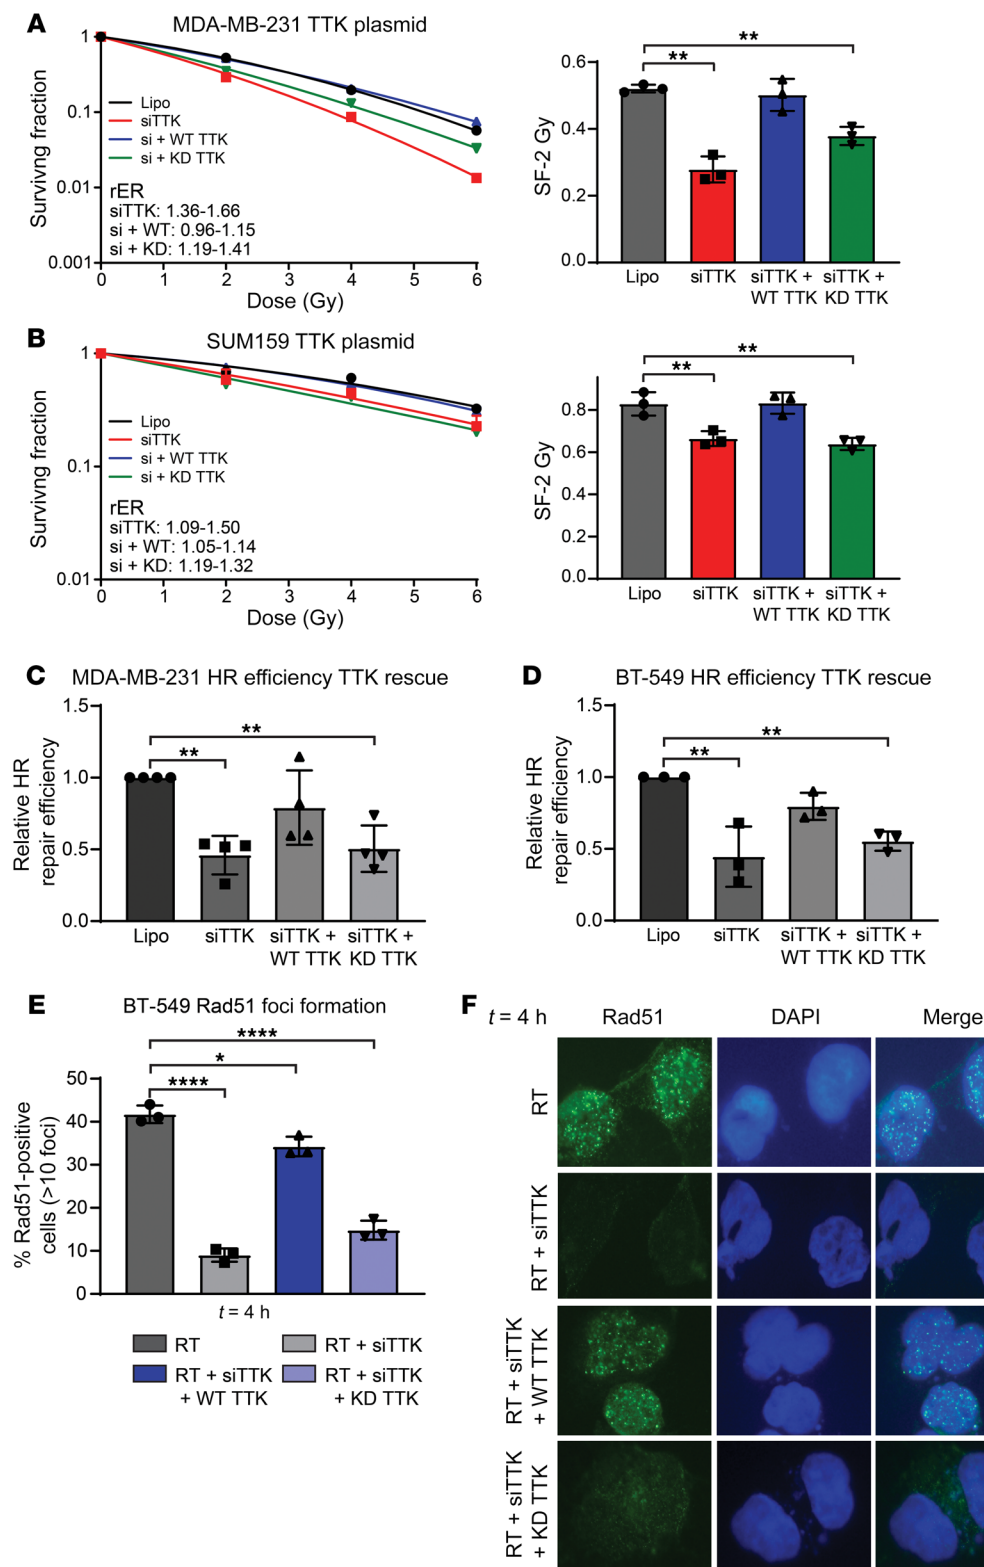 A
MDA-MB-231 TTK plasmid
Survivng fraction
1
0.1
0.01
0.001
Lipo
siTTK
si + WT TTK
si + KD TTK
rER
siTTK: 1.36-1.66
si + WT: 0.96-1.15
si + KD: 1.19-1.41
0 1 2 3 4 5 6
Dose (Gy)
SF-2 Gy
0.6
0.4
0.2
0.0
**
**
Lipo siTTK siTTK + siTTK +
WT TTK KD TTK
B
SUM159 TTK plasmid
Survivng fraction
1
0.1
0.01
Lipo
siTTK
si + WT TTK
si + KD TTK
rER
siTTK: 1.09-1.50
si + WT: 1.05-1.14
si + KD: 1.19-1.32
0 1 2 3 4 5 6
Dose (Gy)
SF-2 Gy
0.8
0.6
0.4
0.2
0.0
**
**
Lipo siTTK siTTK + siTTK +
WT TTK KD TTK
C
MDA-MB-231 HR efficiency TTK rescue
Relative HR
repair efficiency
1.5
1.0
0.5
0.0
**
**
Lipo siTTK siTTK + siTTK +
WT TTK KD TTK
D
BT-549 HR efficiency TTK rescue
Relative HR
repair efficiency
1.5
1.0
0.5
0.0
**
**
Lipo siTTK siTTK + siTTK +
WT TTK KD TTK
E
BT-549 Rad51 foci formation
% Rad51-positive
cells (>10 foci)
50
40
30
20
10
0
****
*
****
t = 4 h
RT
RT + siTTK
RT + siTTK
+ WT TTK
RT + siTTK
+ KD TTK
F
t = 4 h
Rad51 DAPI Merge
RT
RT + siTTK
RT + siTTK
+ WT TTK
RT + siTTK
+ KD TTK